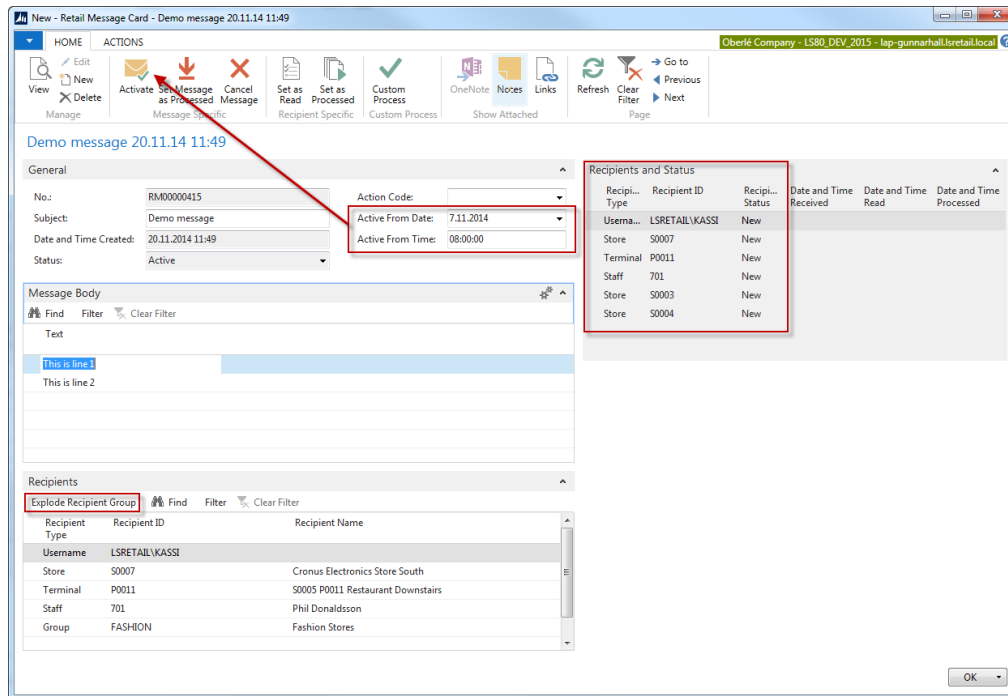 New - Retail Message Card - Demo message 20.11.14 11:49
HOME ACTIONS
Oberlé Company - LS80_DEV_2015 - lap-gunnarhall.lsretail.local
View
Edit
New
Delete
Manage
Activate
Set Message as Processed
Cancel Message
Message Specific
Set as Read
Set as Processed
Recipient Specific
Custom Process
Custom Process
OneNote
Notes
Links
Show Attached
Refresh
Clear Filter
Go to
Previous
Next
Page
Demo message 20.11.14 11:49
General
No.: RM00000415
Subject: Demo message
Date and Time Created: 20.11.2014 11:49
Status: Active
Action Code:
Active From Date: 7.11.2014
Active From Time: 08:00:00
Message Body
Find Filter Clear Filter
Text
This is line 1
This is line 2
Recipients
Explode Recipient Group Find Filter Clear Filter
Recipient Type Recipient ID Recipient Name
Username LSRETAIL\KASSI
Store S0007 Cronus Electronics Store South
Terminal P0011 S0005 P0011 Restaurant Downstairs
Staff 701 Phil Donaldsson
Group FASHION Fashion Stores
Recipients and Status
Recipi... Type Recipient ID Recipi... Status Date and Time Received Date and Time Read Date and Time Processed
Userna... LSRETAIL\KASSI New
Store S0007 New
Terminal P0011 New
Staff 701 New
Store S0003 New
Store S0004 New
OK